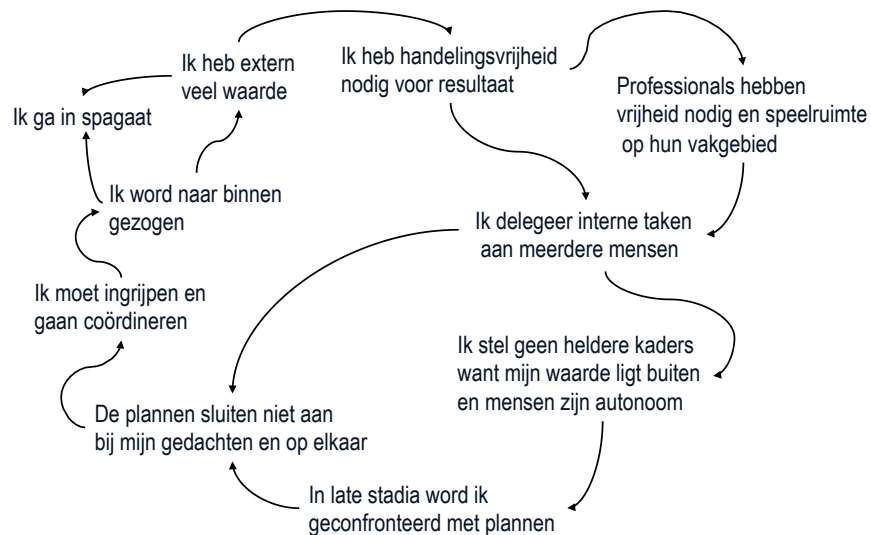 Ik heb extern
veel waarde
Ik heb handelingsvrijheid
nodig voor resultaat
Professionals hebben
vrijheid nodig en speelruimte
op hun vakgebied
Ik ga in spagaat
Ik word naar binnen
gezogen
Ik delegeer interne taken
aan meerdere mensen
Ik moet ingrijpen en
gaan coördineren
Ik stel geen heldere kaders
want mijn waarde ligt buiten
en mensen zijn autonoom
De plannen sluiten niet aan
bij mijn gedachten en op elkaar
In late stadia word ik
geconfronteerd met plannen